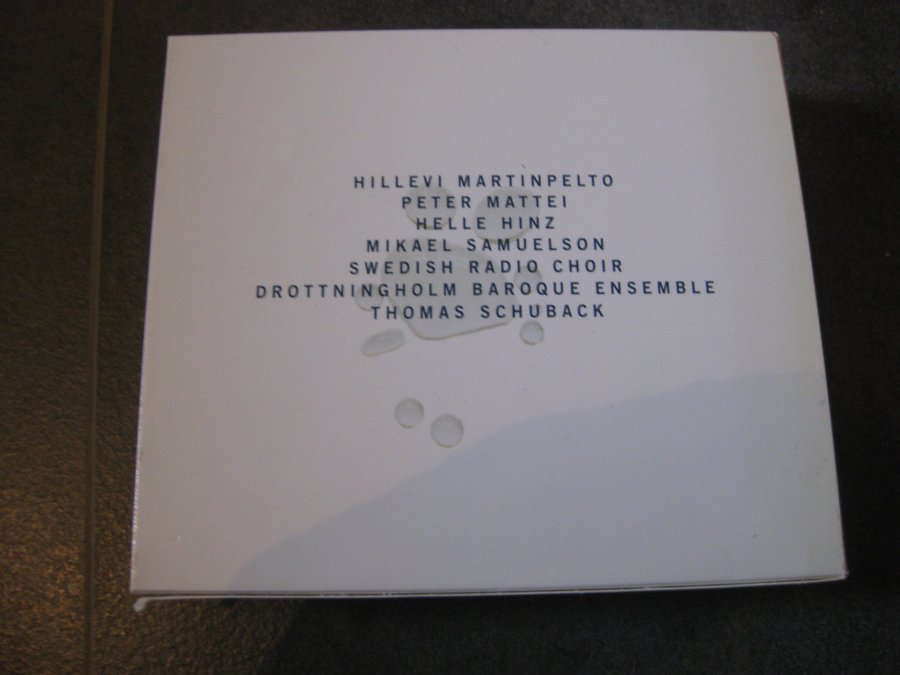 HILLEVI MARTINPELTO
PETER MATTEI
HELLE HINZ
MIKAEL SAMUELSON
SWEDISH RADIO CHOIR
DROTTNINGHOLM BAROQUE ENSEMBLE
THOMAS SCHUBACK